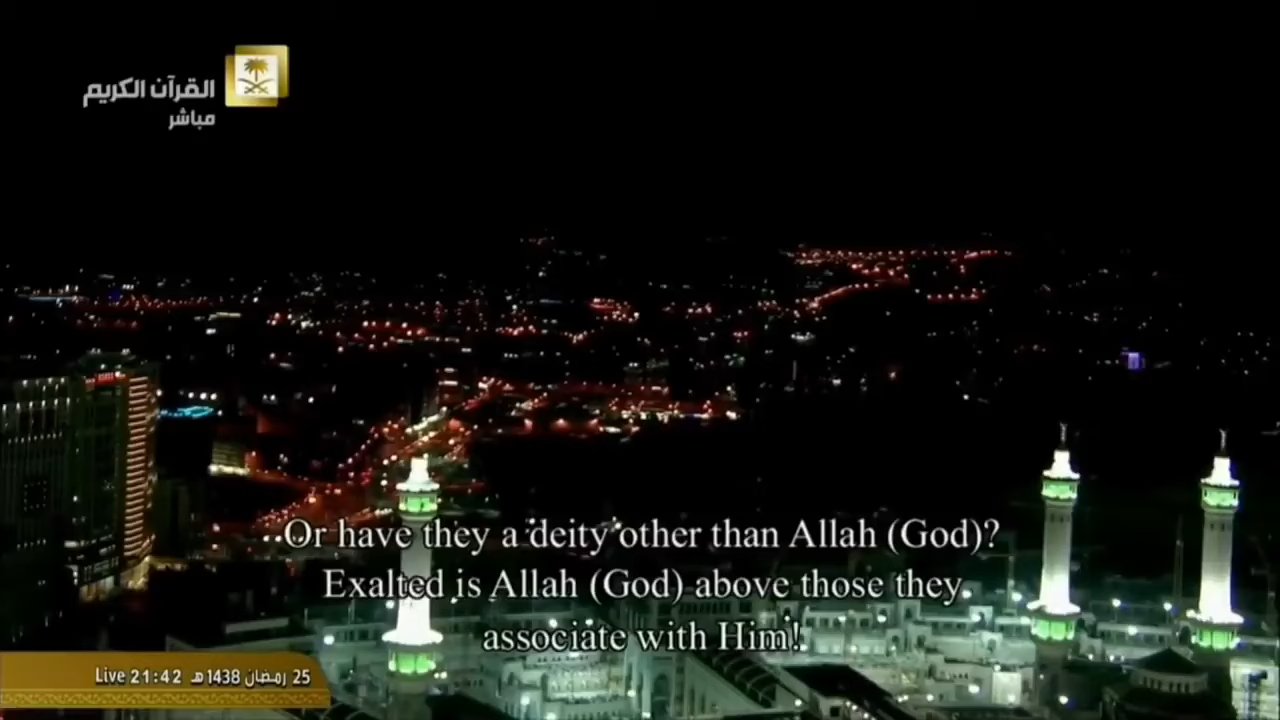 القرآن الكريم
مباشر
Or have they a deity other than Allah (God)?
Exalted is Allah (God) above those they
associate with Him!
Live 21:42 25 رمضان 1438هـ